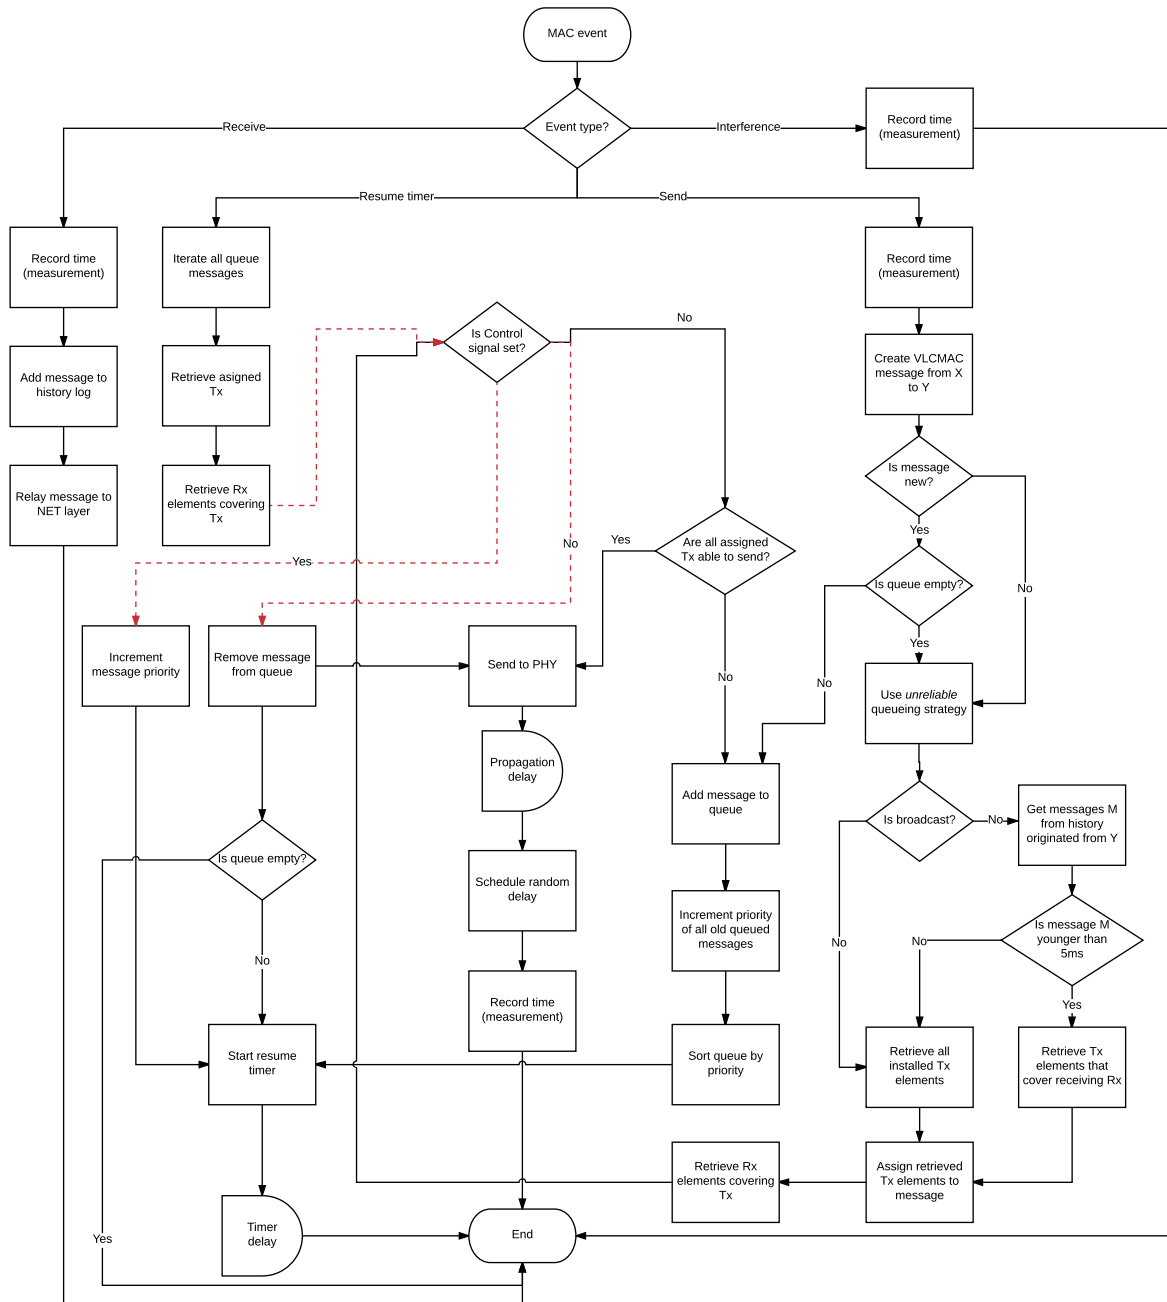 MAC event
Event type?
Receive
Interference
Record time
(measurement)
Resume timer
Send
Record time
(measurement)
Iterate all queue
messages
Record time
(measurement)
Is Control
signal set?
No
Add message to
history log
Retrieve asigned
Tx
Create VLCMAC
message from X
to Y
Relay message to
NET layer
Retrieve Rx
elements covering
Tx
Is message
new?
Yes
No
Yes
No
Yes
Are all assigned
Tx able to send?
Is queue empty?
No
Yes
No
No
Increment
message priority
Remove message
from queue
Send to PHY
Use unreliable
queueing strategy
Propagation
delay
Add message to
queue
Is broadcast?
No
Get messages M
from history
originated from Y
Is queue empty?
Schedule random
delay
Increment priority
of all old queued
messages
No
No
Is message M
younger than
5ms
No
Yes
Record time
(measurement)
Start resume
timer
Sort queue by
priority
Retrieve all
installed Tx
elements
Retrieve Tx
elements that
cover receiving Rx
Retrieve Rx
elements covering
Tx
Assign retrieved
Tx elements to
message
Yes
Timer
delay
End